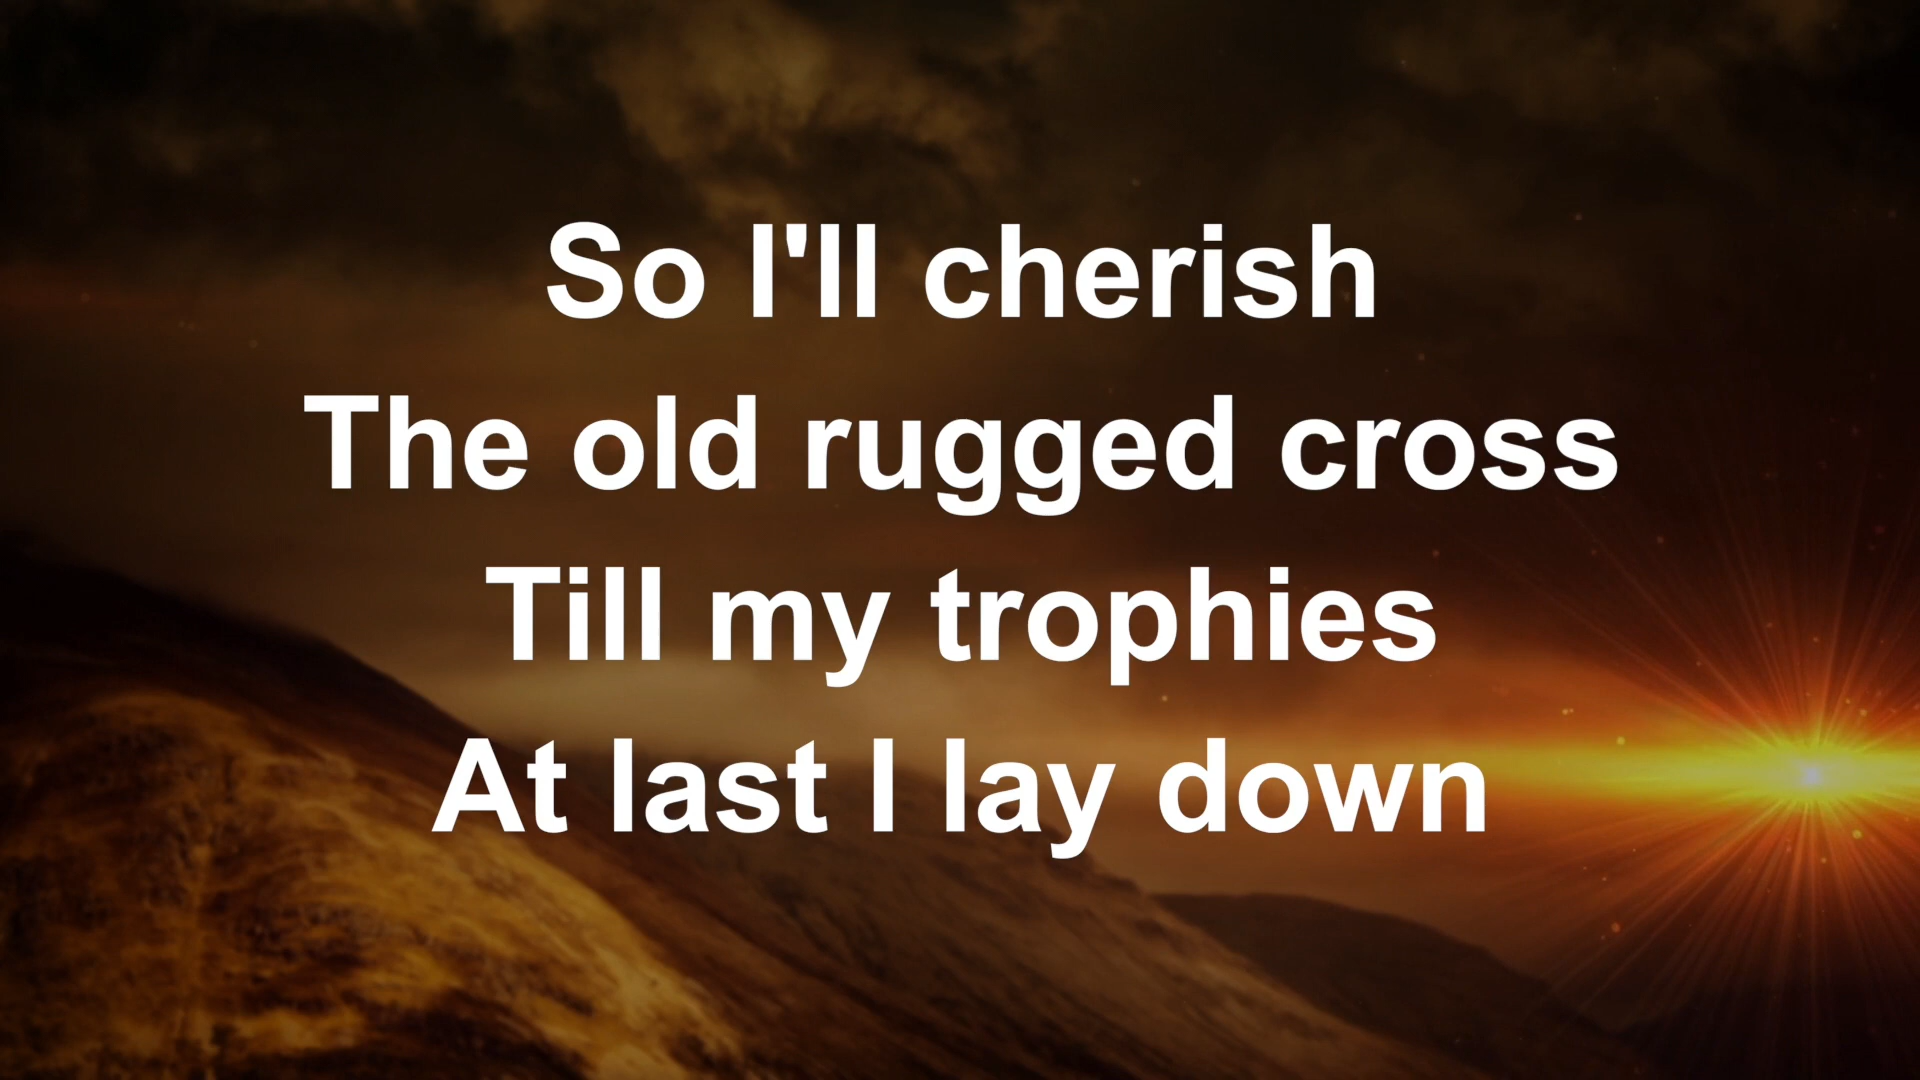 So I'll cherish
The old rugged cross
Till my trophies
At last I lay down